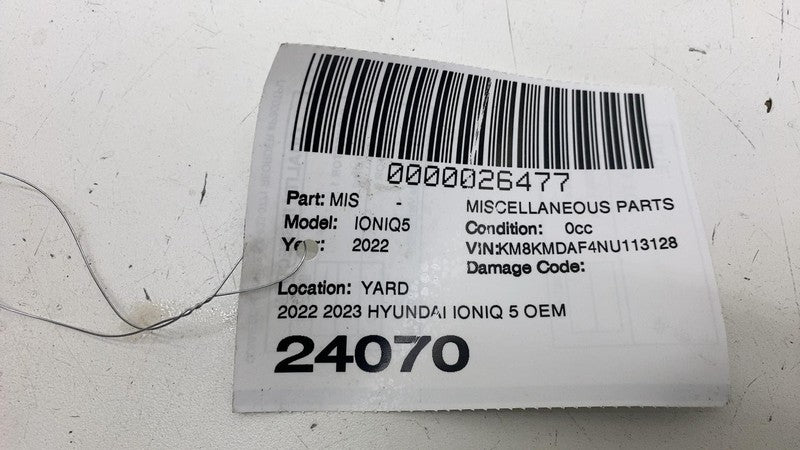 0000026477
Part: MIS - MISCELLANEOUS PARTS
Model: IONIQ5 Condition: 0cc
Year: 2022 VIN:KM8KMDAF4NU113128
Damage Code:
Location: YARD
2022 2023 HYUNDAI IONIQ 5 OEM
24070